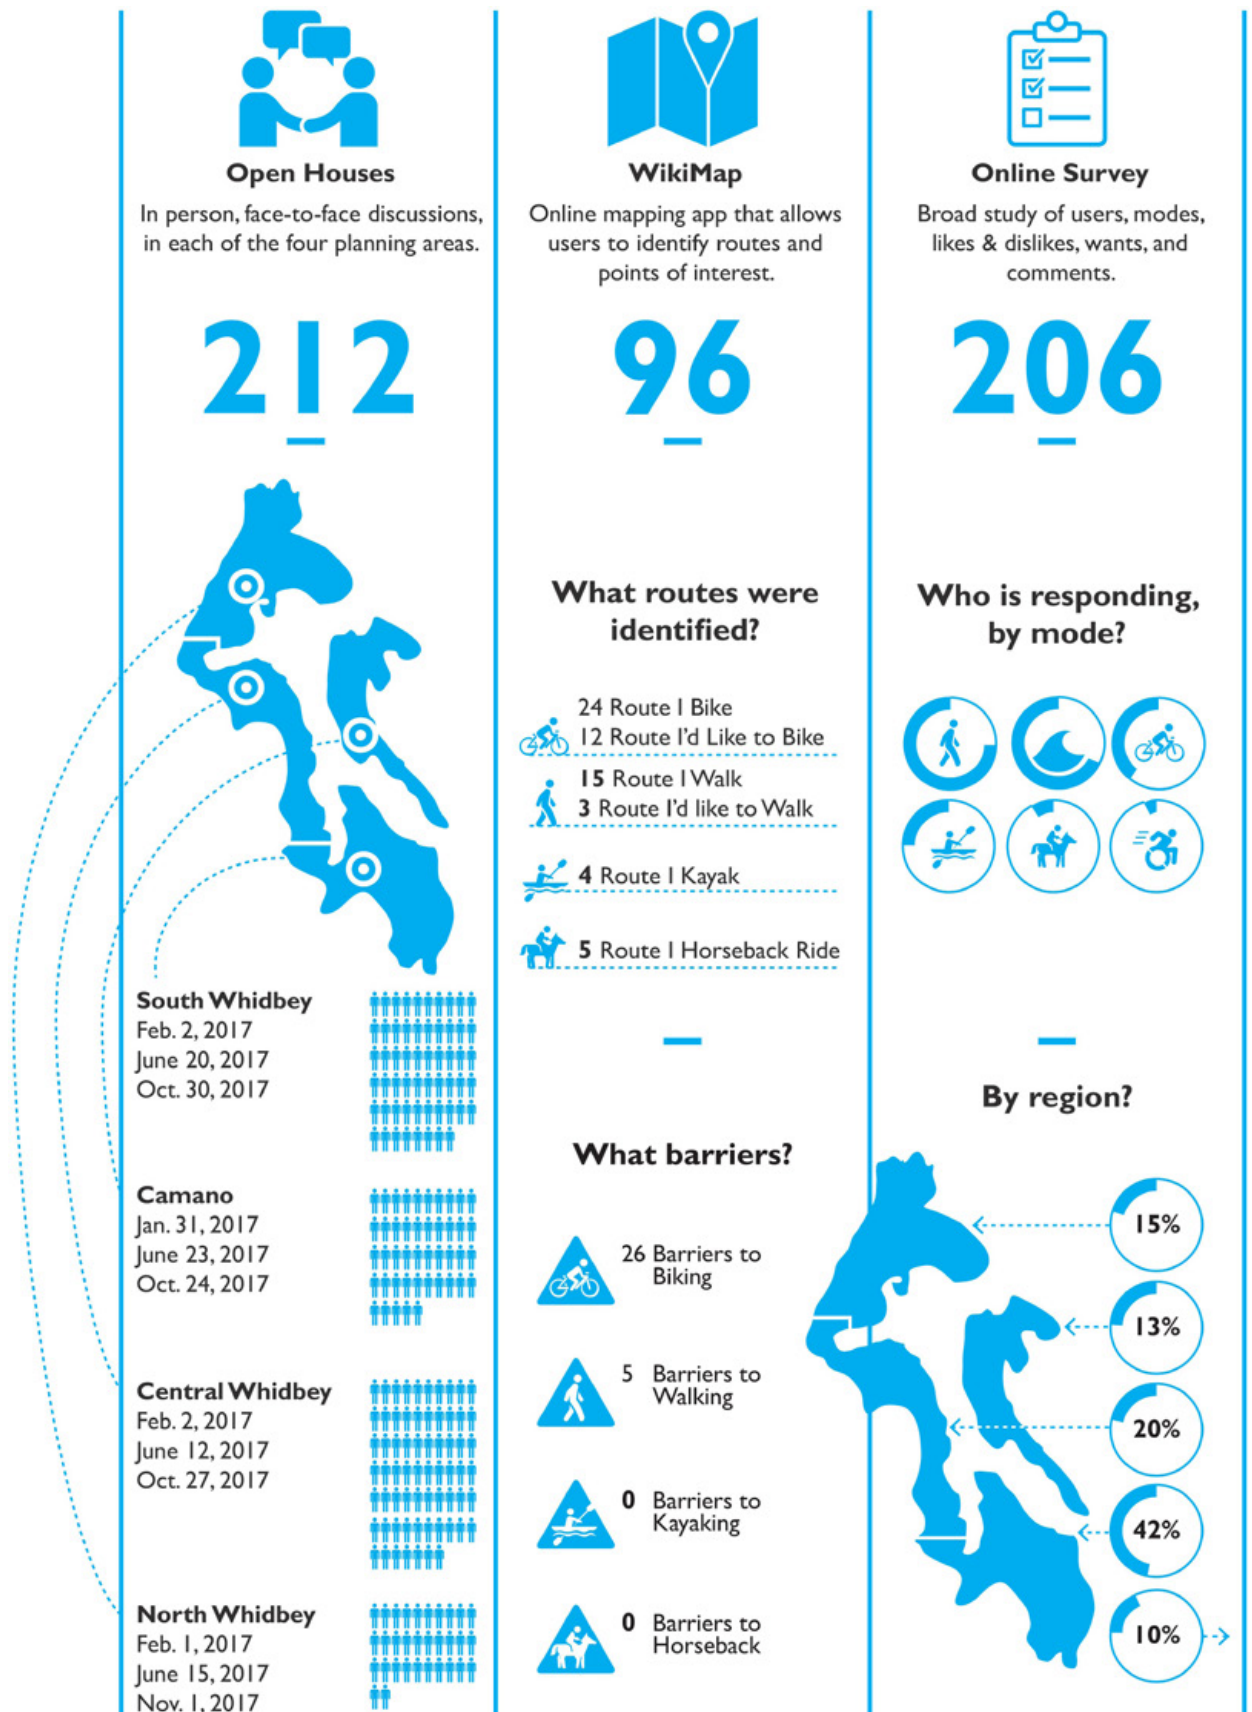 Open Houses
In person, face-to-face discussions,
in each of the four planning areas.
212
South Whidbey
Feb. 2, 2017
June 20, 2017
Oct. 30, 2017
Camano
Jan. 31, 2017
June 23, 2017
Oct. 24, 2017
Central Whidbey
Feb. 2, 2017
June 12, 2017
Oct. 27, 2017
North Whidbey
Feb. 1, 2017
June 15, 2017
Nov. 1, 2017
WikiMap
Online mapping app that allows
users to identify routes and
points of interest.
96
What routes were
identified?
24 Route I Bike
12 Route I'd Like to Bike
15 Route I Walk
3 Route I'd like to Walk
4 Route I Kayak
5 Route I Horseback Ride
What barriers?
26 Barriers to
Biking
5 Barriers to
Walking
0 Barriers to
Kayaking
0 Barriers to
Horseback
Online Survey
Broad study of users, modes,
likes & dislikes, wants, and
comments.
206
Who is responding,
by mode?
By region?
15%
13%
20%
42%
10%